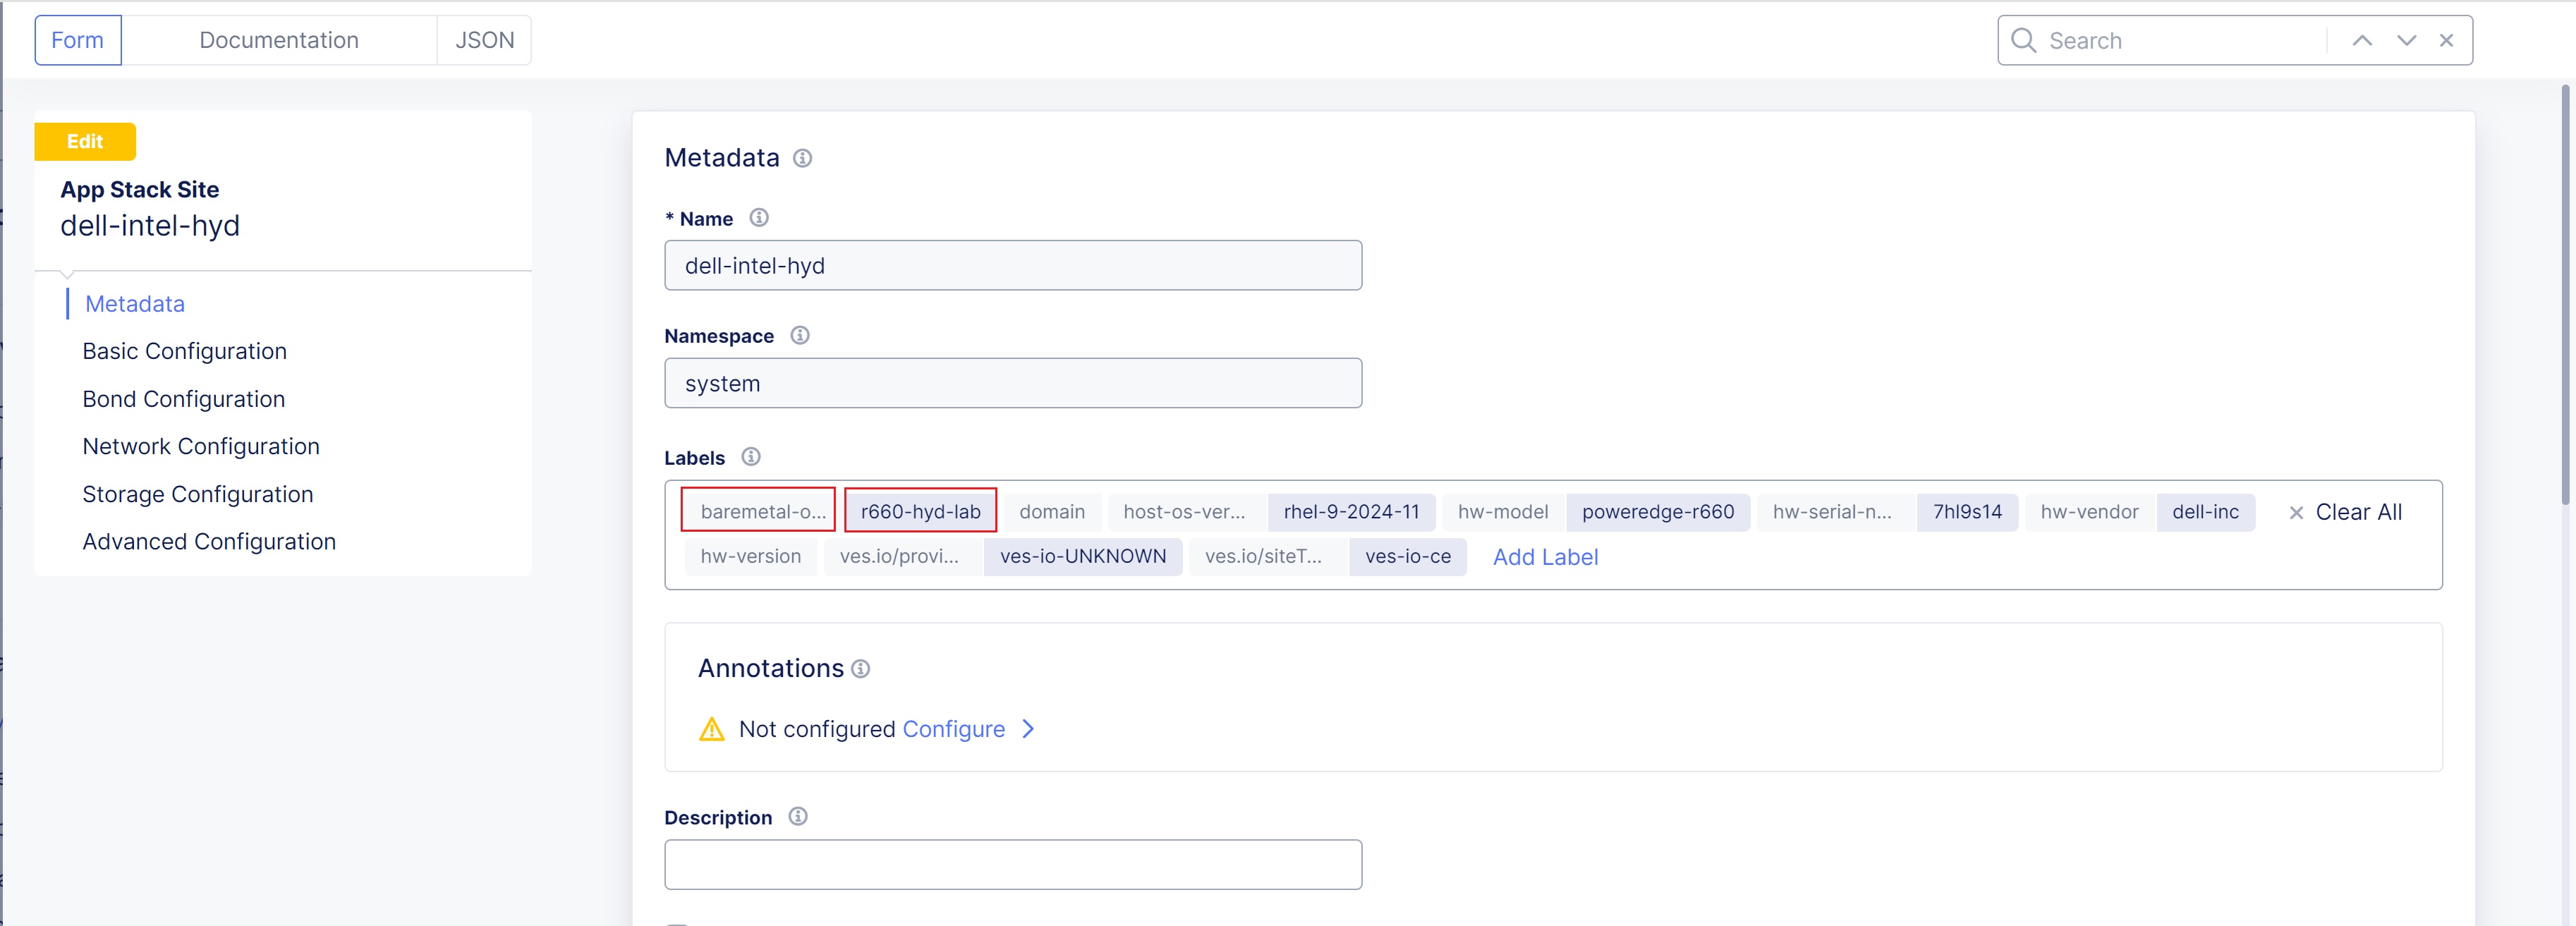 Form Documentation JSON Search
Edit
App Stack Site
dell-intel-hyd
Metadata
Basic Configuration
Bond Configuration
Network Configuration
Storage Configuration
Advanced Configuration
Metadata
* Name
dell-intel-hyd
Namespace
system
Labels
baremetal-o... r660-hyd-lab domain host-os-ver... rhel-9-2024-11 hw-model poweredge-r660 hw-serial-n... 7hl9s14 hw-vendor dell-inc Clear All
hw-version ves.io/provi... ves-io-UNKNOWN ves.io/siteT... ves-io-ce Add Label
Annotations
Not configured Configure
Description